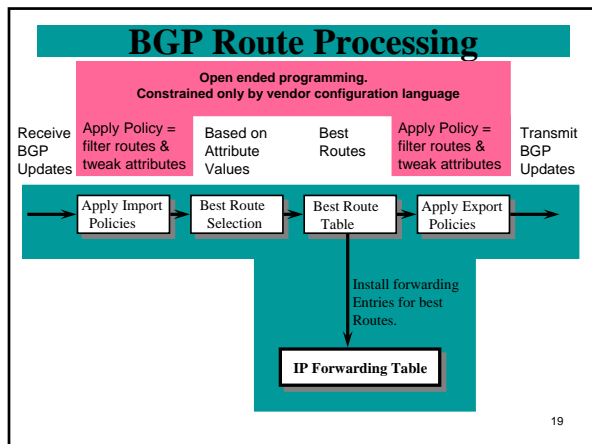 BGP Route Processing
Open ended programming.
Constrained only by vendor configuration language
Receive
BGP
Updates
Apply Policy =
filter routes &
tweak attributes
Based on
Attribute
Values
Best
Routes
Apply Policy =
filter routes &
tweak attributes
Transmit
BGP
Updates
Apply Import
Policies
Best Route
Selection
Best Route
Table
Apply Export
Policies
Install forwarding
Entries for best
Routes.
IP Forwarding Table
19